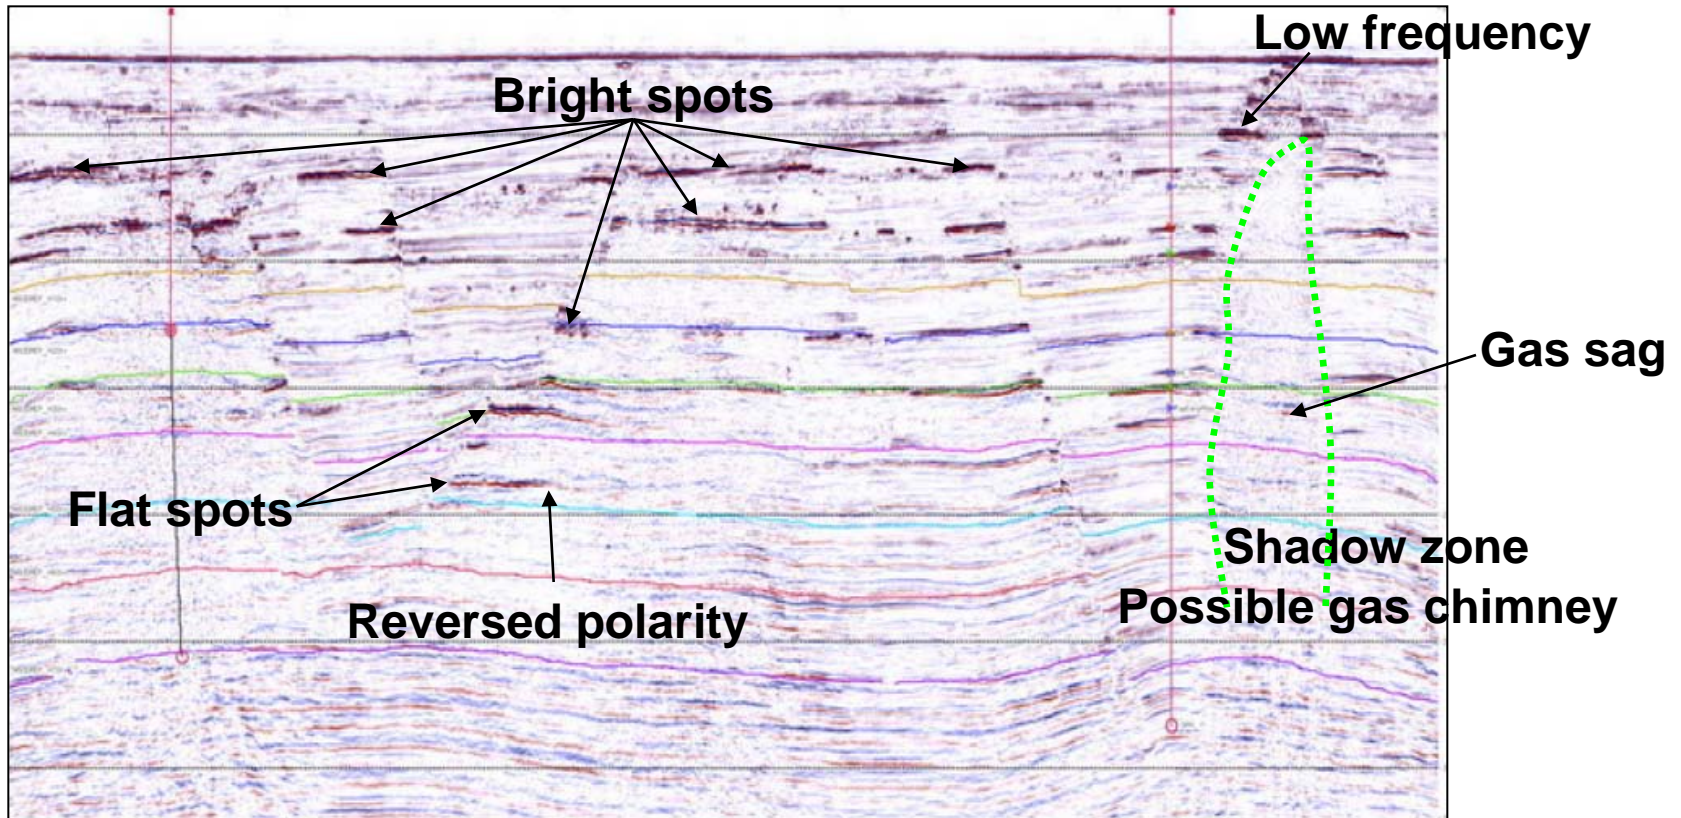 Low frequency
Bright spots
Gas sag
Flat spots
Shadow zone
Possible gas chimney
Reversed polarity